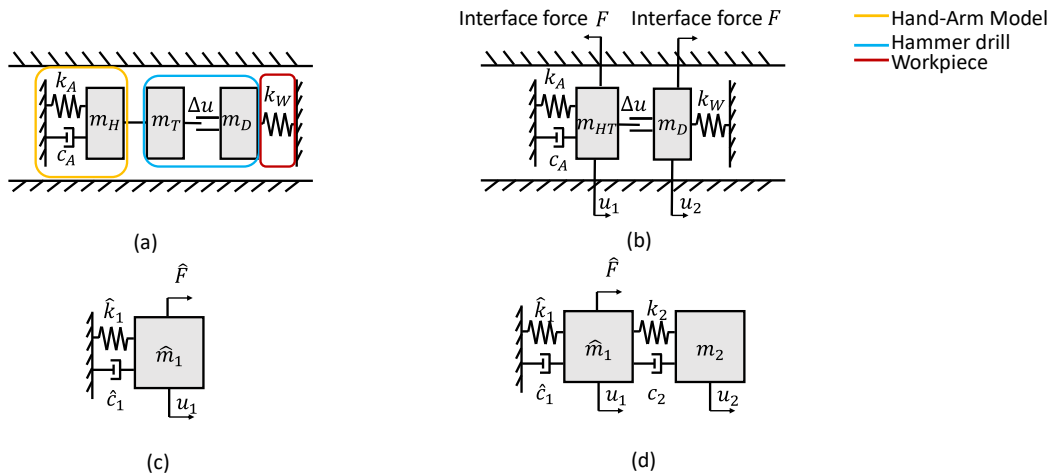 (a)
k_A
m_H
m_T
Δu
m_D
k_W
c_A
Interface force F
Interface force F
k_A
m_HT
Δu
m_D
k_W
c_A
u_1
u_2
(b)
Hand-Arm Model
Hammer drill
Workpiece
F̂
k̂_1
m̂_1
ĉ_1
u_1
(c)
F̂
k̂_1
k_2
m̂_1
m_2
ĉ_1
u_1
c_2
u_2
(d)